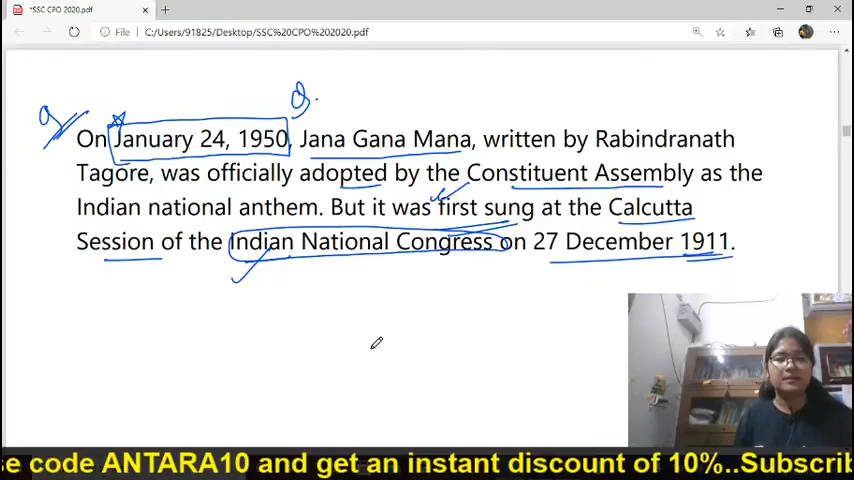 *SSC CPO 2020.pdf
File
C:/Users/91825/Desktop/SSC%20CPO%202020.pdf
On January 24, 1950, Jana Gana Mana, written by Rabindranath
Tagore, was officially adopted by the Constituent Assembly as the
Indian national anthem. But it was first sung at the Calcutta
Session of the Indian National Congress on 27 December 1911.
se code ANTARA10 and get an instant discount of 10%..Subscrib